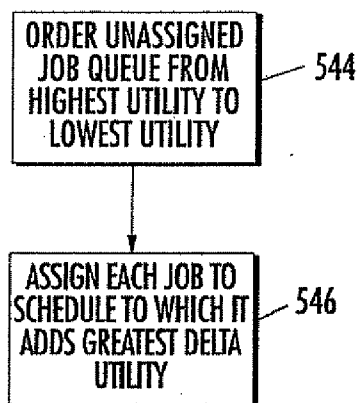 ORDER UNASSIGNED
JOB QUEUE FROM
HIGHEST UTILITY TO
LOWEST UTILITY
544
ASSIGN EACH JOB TO
SCHEDULE TO WHICH IT
ADDS GREATEST DELTA
UTILITY
546